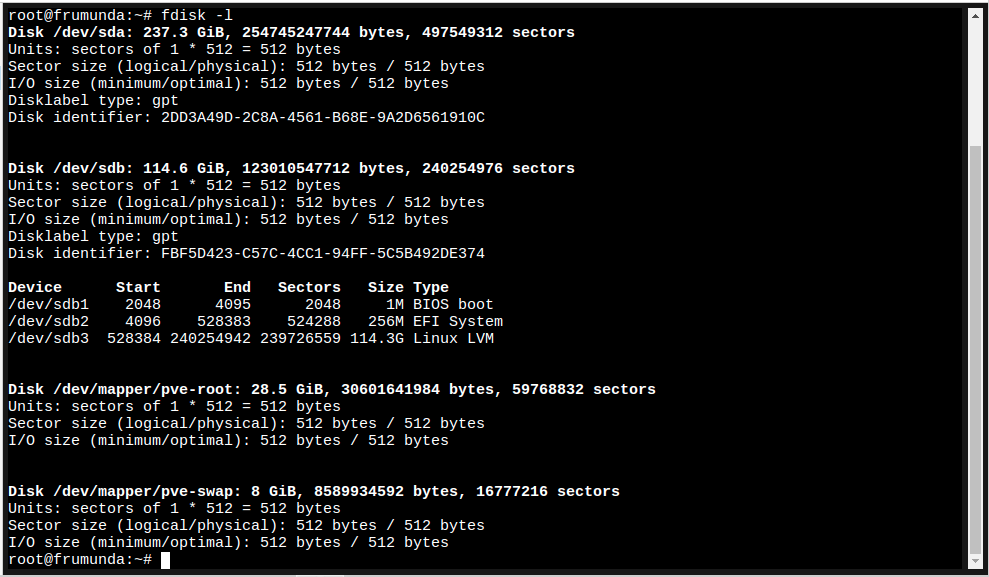 root@frumunda:~# fdisk -l
Disk /dev/sda: 237.3 GiB, 254745247744 bytes, 497549312 sectors
Units: sectors of 1 * 512 = 512 bytes
Sector size (logical/physical): 512 bytes / 512 bytes
I/O size (minimum/optimal): 512 bytes / 512 bytes
Disklabel type: gpt
Disk identifier: 2DD3A49D-2C8A-4561-B68E-9A2D6561910C
Disk /dev/sdb: 114.6 GiB, 123010547712 bytes, 240254976 sectors
Units: sectors of 1 * 512 = 512 bytes
Sector size (logical/physical): 512 bytes / 512 bytes
I/O size (minimum/optimal): 512 bytes / 512 bytes
Disklabel type: gpt
Disk identifier: FBF5D423-C57C-4CC1-94FF-5C5B492DE374
Device      Start       End   Sectors   Size Type
/dev/sdb1    2048      4095      2048     1M BIOS boot
/dev/sdb2    4096    528383    524288   256M EFI System
/dev/sdb3  528384 240254942 239726559 114.3G Linux LVM
Disk /dev/mapper/pve-root: 28.5 GiB, 30601641984 bytes, 59768832 sectors
Units: sectors of 1 * 512 = 512 bytes
Sector size (logical/physical): 512 bytes / 512 bytes
I/O size (minimum/optimal): 512 bytes / 512 bytes
Disk /dev/mapper/pve-swap: 8 GiB, 8589934592 bytes, 16777216 sectors
Units: sectors of 1 * 512 = 512 bytes
Sector size (logical/physical): 512 bytes / 512 bytes
I/O size (minimum/optimal): 512 bytes / 512 bytes
root@frumunda:~#